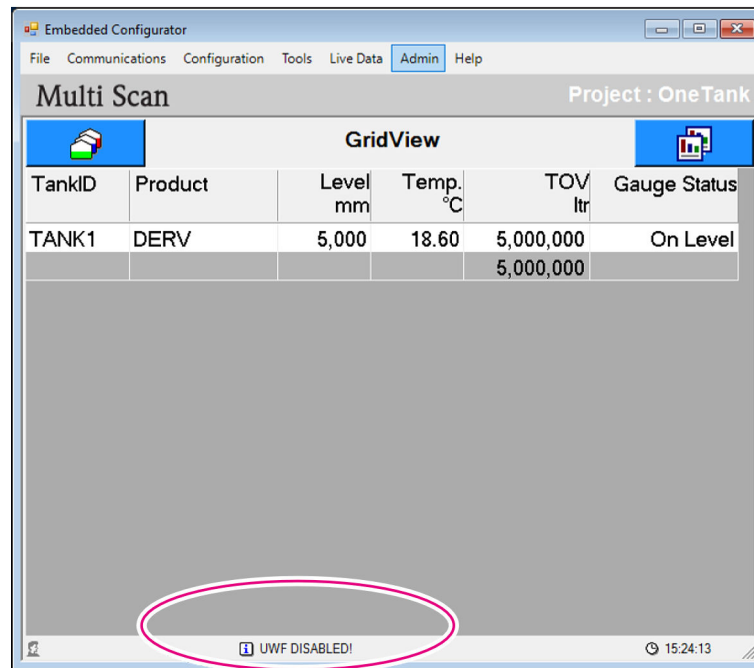 Embedded Configurator
File Communications Configuration Tools Live Data Admin Help
Multi Scan Project : OneTank
GridView
TankID Product Level Temp. TOV Gauge Status
mm °C ltr
TANK1 DERV 5,000 18.60 5,000,000 On Level
5,000,000
UWF DISABLED! 15:24:13